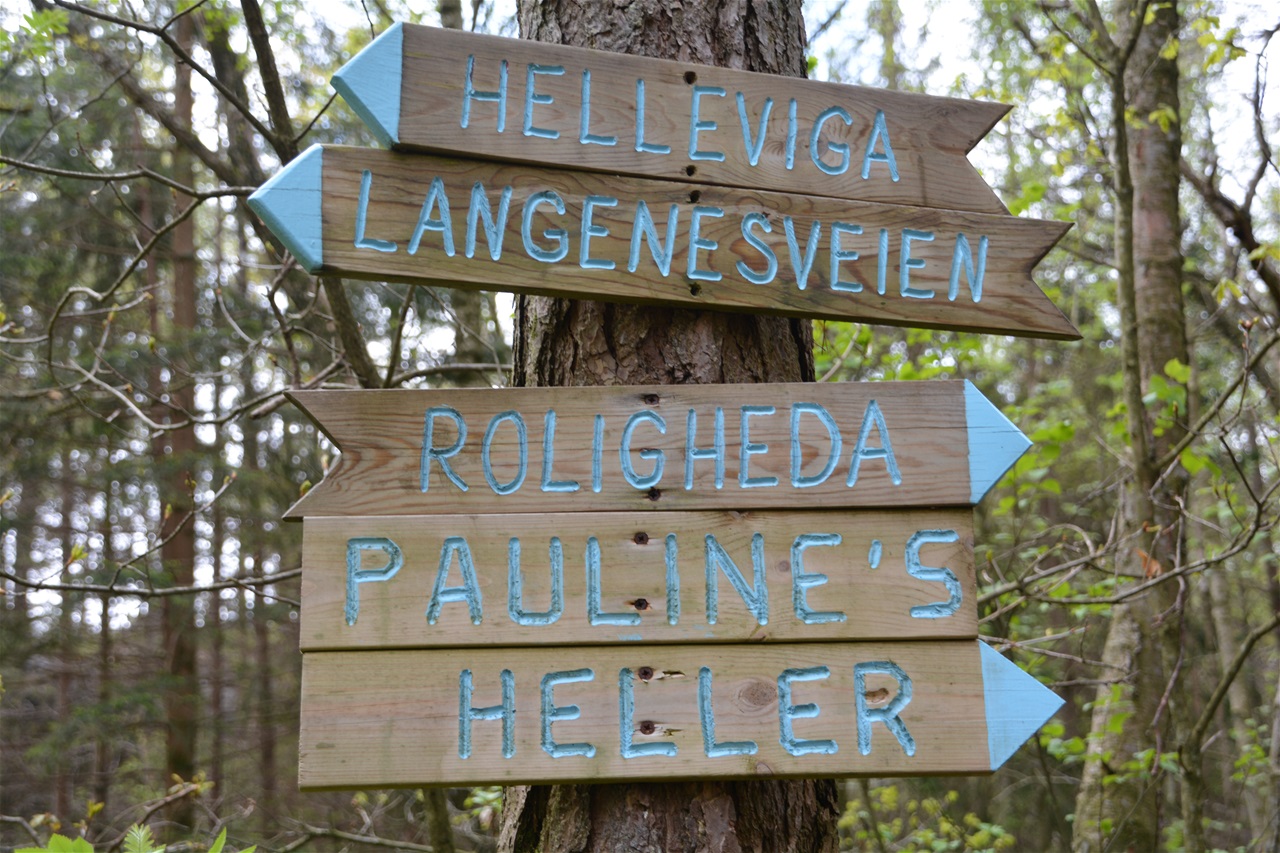 HELLEVIGA
LANGENESVEIEN
ROLIGHEDA
PAULINE'S
HELLER